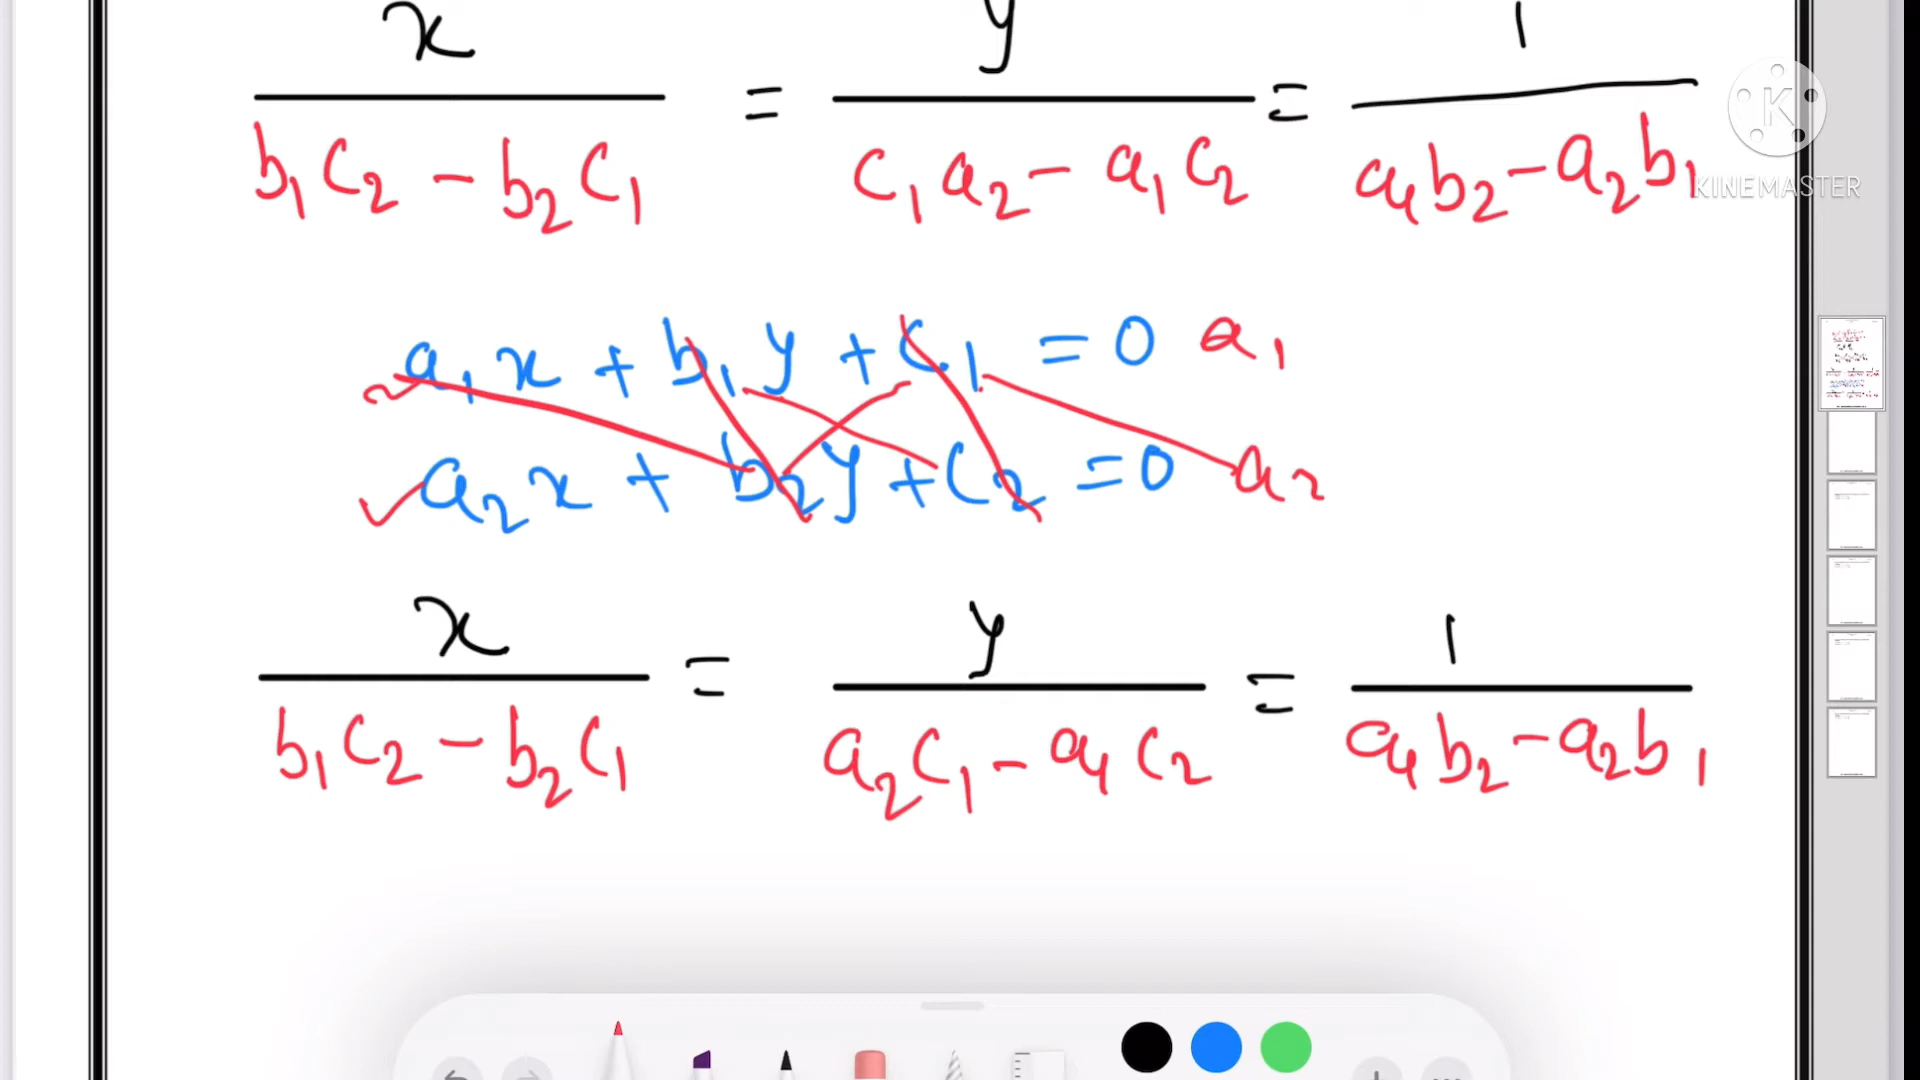 x = y = 1
b₁c₂ - b₂c₁ c₁a₂ - a₁c₂ a₁b₂ - a₂b₁
KINEMASTER
a₁x + b₁y + c₁ = 0 a₁
a₂x + b₂y + c₂ = 0 a₂
x = y = 1
b₁c₂ - b₂c₁ a₂c₁ - a₁c₂ a₁b₂ - a₂b₁